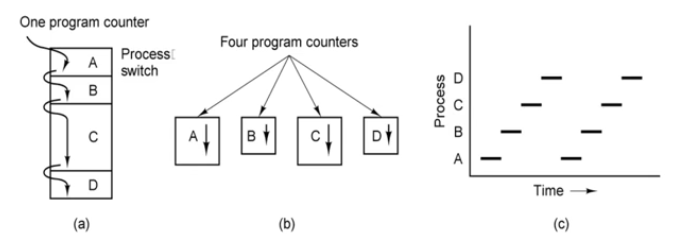 One program counter
Process
switch
A
B
C
D
(a)
Four program counters
A
B
C
D
(b)
Process
D
C
B
A
Time
(c)